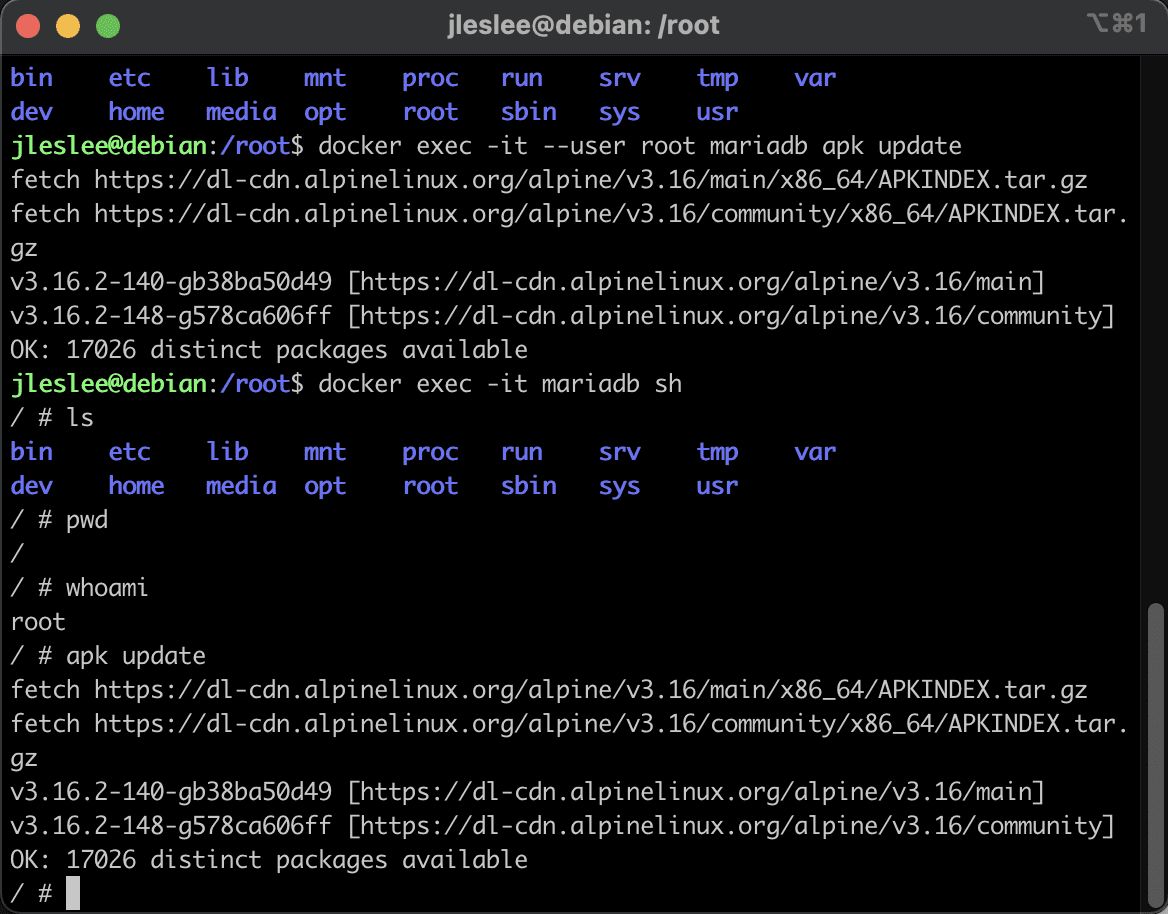 jleslee@debian: /root
⌥⌘1
bin    etc    lib    mnt    proc   run    srv    tmp    var
dev    home   media  opt    root   sbin   sys    usr
jleslee@debian:/root$ docker exec -it --user root mariadb apk update
fetch https://dl-cdn.alpinelinux.org/alpine/v3.16/main/x86_64/APKINDEX.tar.gz
fetch https://dl-cdn.alpinelinux.org/alpine/v3.16/community/x86_64/APKINDEX.tar.
gz
v3.16.2-140-gb38ba50d49 [https://dl-cdn.alpinelinux.org/alpine/v3.16/main]
v3.16.2-148-g578ca606ff [https://dl-cdn.alpinelinux.org/alpine/v3.16/community]
OK: 17026 distinct packages available
jleslee@debian:/root$ docker exec -it mariadb sh
/ # ls
bin    etc    lib    mnt    proc   run    srv    tmp    var
dev    home   media  opt    root   sbin   sys    usr
/ # pwd
/
/ # whoami
root
/ # apk update
fetch https://dl-cdn.alpinelinux.org/alpine/v3.16/main/x86_64/APKINDEX.tar.gz
fetch https://dl-cdn.alpinelinux.org/alpine/v3.16/community/x86_64/APKINDEX.tar.
gz
v3.16.2-140-gb38ba50d49 [https://dl-cdn.alpinelinux.org/alpine/v3.16/main]
v3.16.2-148-g578ca606ff [https://dl-cdn.alpinelinux.org/alpine/v3.16/community]
OK: 17026 distinct packages available
/ #